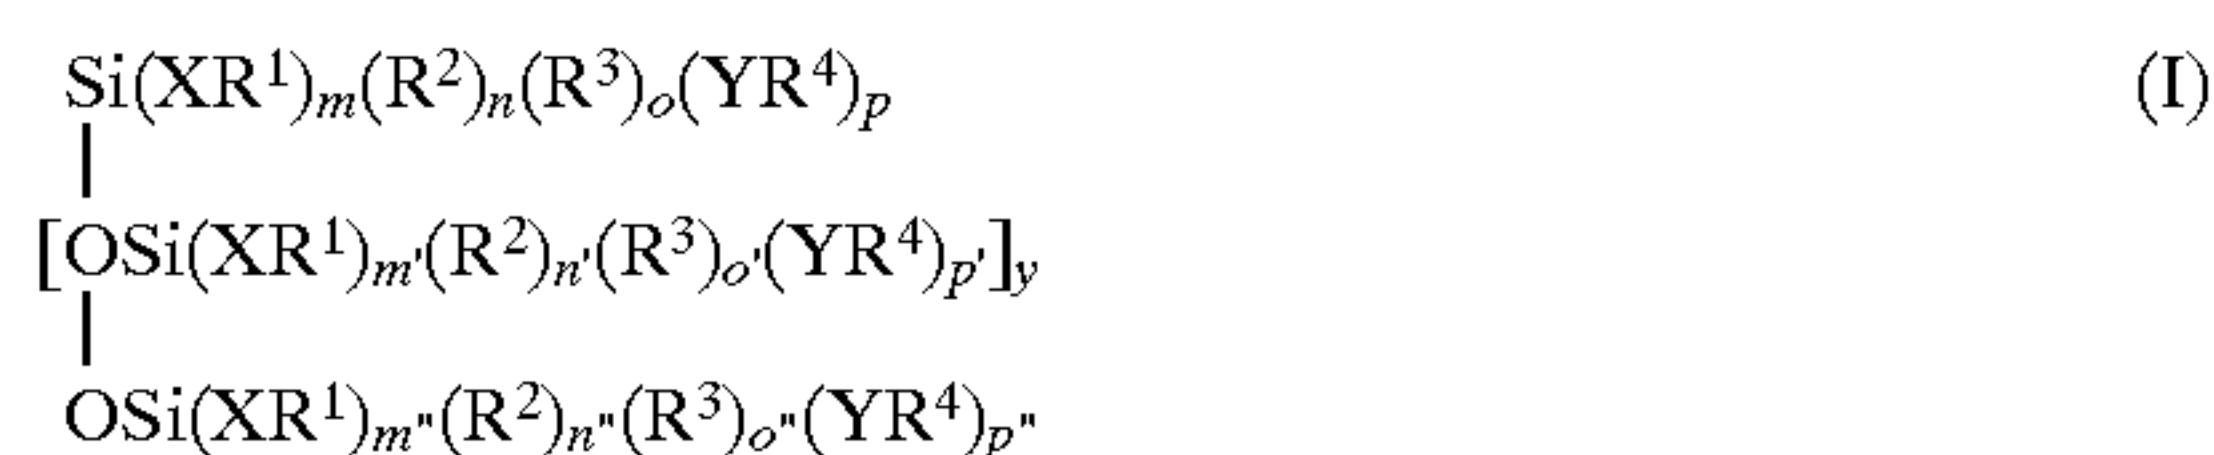 Si(XR¹)ₘ(R²)ₙ(R³)ₒ(YR⁴)ₚ (I)
[OSi(XR¹)ₘ'(R²)ₙ'(R³)ₒ'(YR⁴)ₚ']y
OSi(XR¹)ₘ"(R²)ₙ"(R³)ₒ"(YR⁴)ₚ"